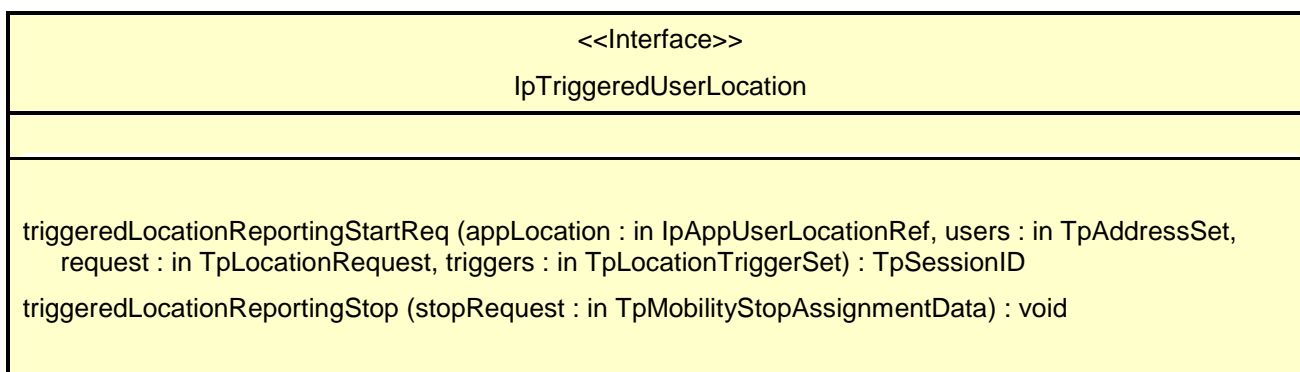 <<Interface>>
IpTriggeredUserLocation
triggeredLocationReportingStartReq (appLocation : in IpAppUserLocationRef, users : in TpAddressSet,
request : in TpLocationRequest, triggers : in TpLocationTriggerSet) : TpSessionID
triggeredLocationReportingStop (stopRequest : in TpMobilityStopAssignmentData) : void